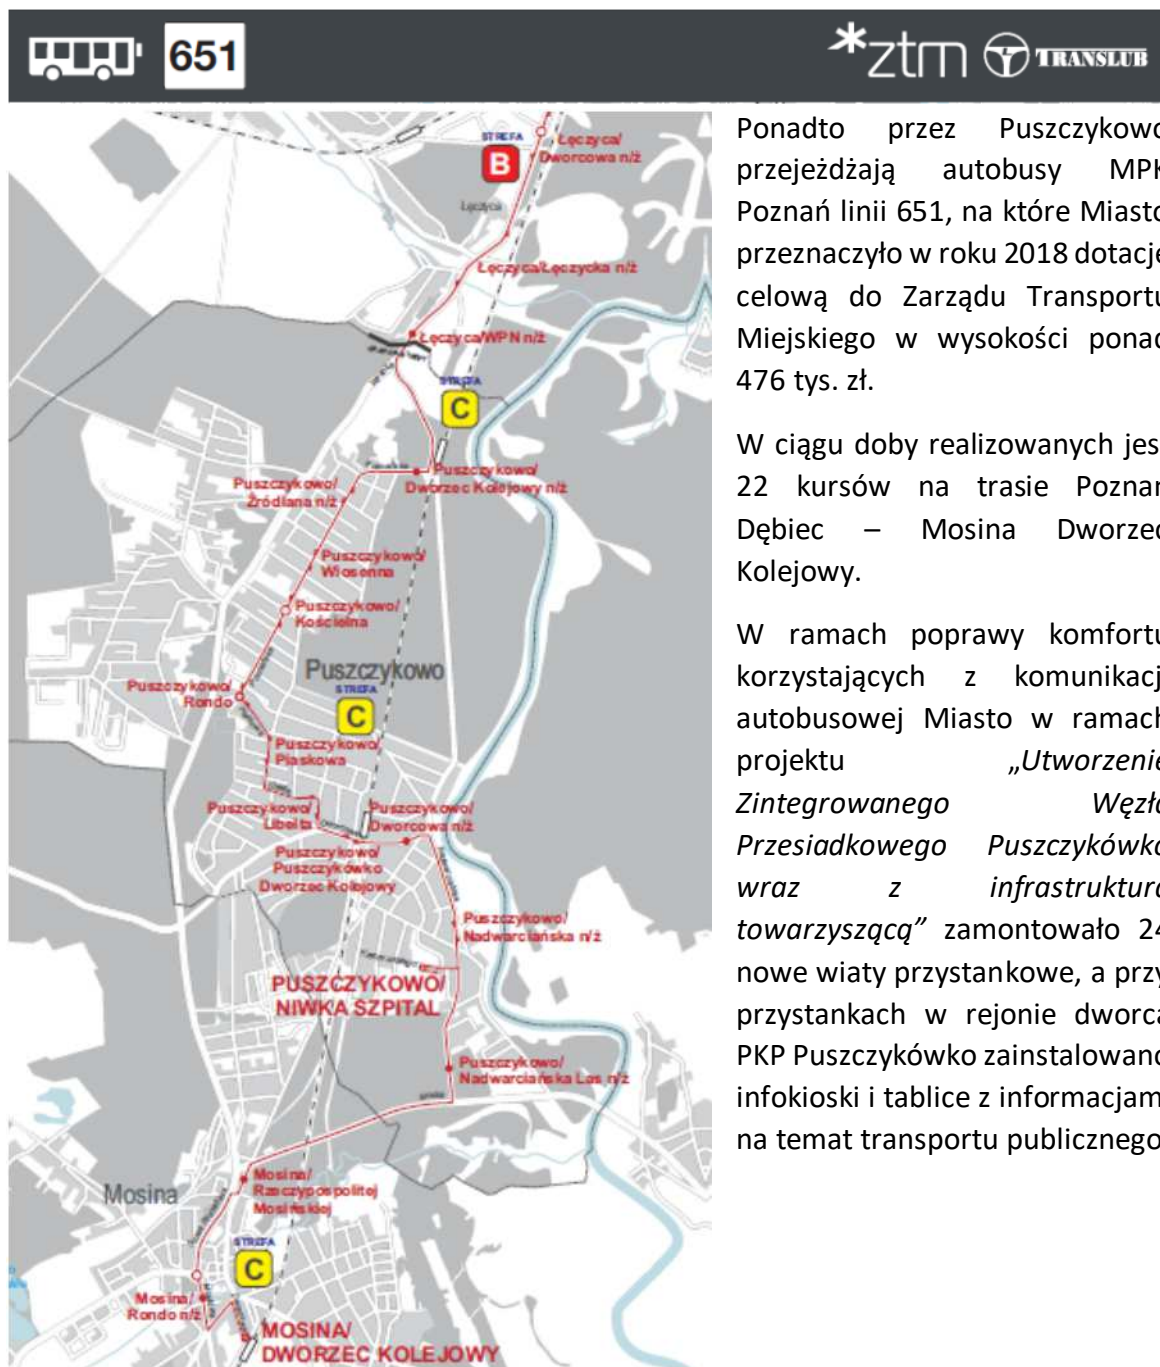 651
*ztm TRANSLUB
STREFA
B
Łęczyca/
Dworcowa n/ż
Łęczyca
Łęczyca/Łęczycka n/ż
Łęczyca/WPN n/ż
STREFA
C
Puszczykowo/
Dworzec Kolejowy n/ż
Puszczykowo/
Źródlana n/ż
Puszczykowo/
Wiosenna
Puszczykowo/
Kościelna
Puszczykowo
STREFA
C
Puszczykowo/
Rondo
Puszczykowo/
Piaskowa
Puszczykowo/
Libelta
Puszczykowo/
Dworcowa n/ż
Puszczykowo/
Puszczykówko
Dworzec Kolejowy
Puszczykowo/
Nadwarciańska n/ż
PUSZCZYKOWO/
NIWKA SZPITAL
Puszczykowo/
Nadwarciańska Las n/ż
Mosina
Mosina/
Rzeczypospolitej
Mosińskiej
STREFA
C
Mosina/
Rondo n/ż
MOSINA/
DWORZEC KOLEJOWY
Ponadto przez Puszczykowo
przejeżdżają autobusy MPK
Poznań linii 651, na które Miasto
przeznaczyło w roku 2018 dotację
celową do Zarządu Transportu
Miejskiego w wysokości ponad
476 tys. zł.
W ciągu doby realizowanych jest
22 kursów na trasie Poznań
Dębiec – Mosina Dworzec
Kolejowy.
W ramach poprawy komfortu
korzystających z komunikacji
autobusowej Miasto w ramach
projektu „Utworzenie
Zintegrowanego Węzła
Przesiadkowego Puszczykówko
wraz z infrastrukturą
towarzyszącą” zamontowało 24
nowe wiaty przystankowe, a przy
przystankach w rejonie dworca
PKP Puszczykówko zainstalowano
infokioski i tablice z informacjami
na temat transportu publicznego